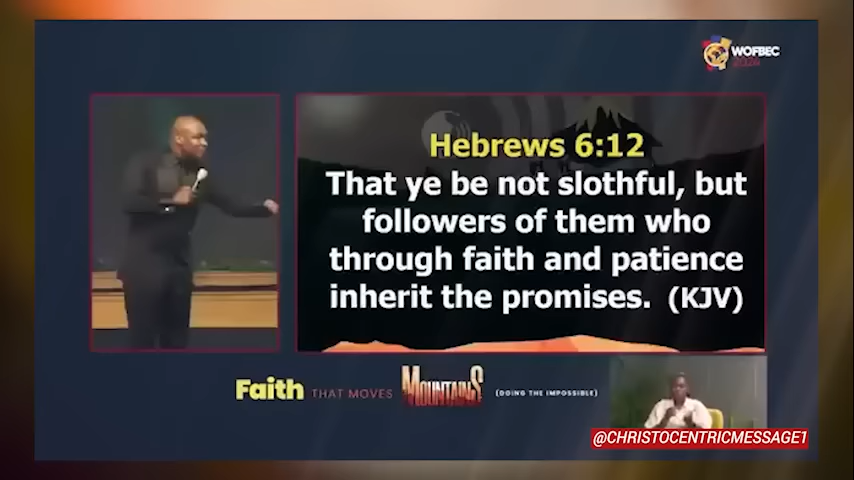 WOFBEC
2024
Hebrews 6:12
That ye be not slothful, but
followers of them who
through faith and patience
inherit the promises. (KJV)
Faith THAT MOVES MOUNTAINS (DOING THE IMPOSSIBLE)
@CHRISTOCENTRICMESSAGE1